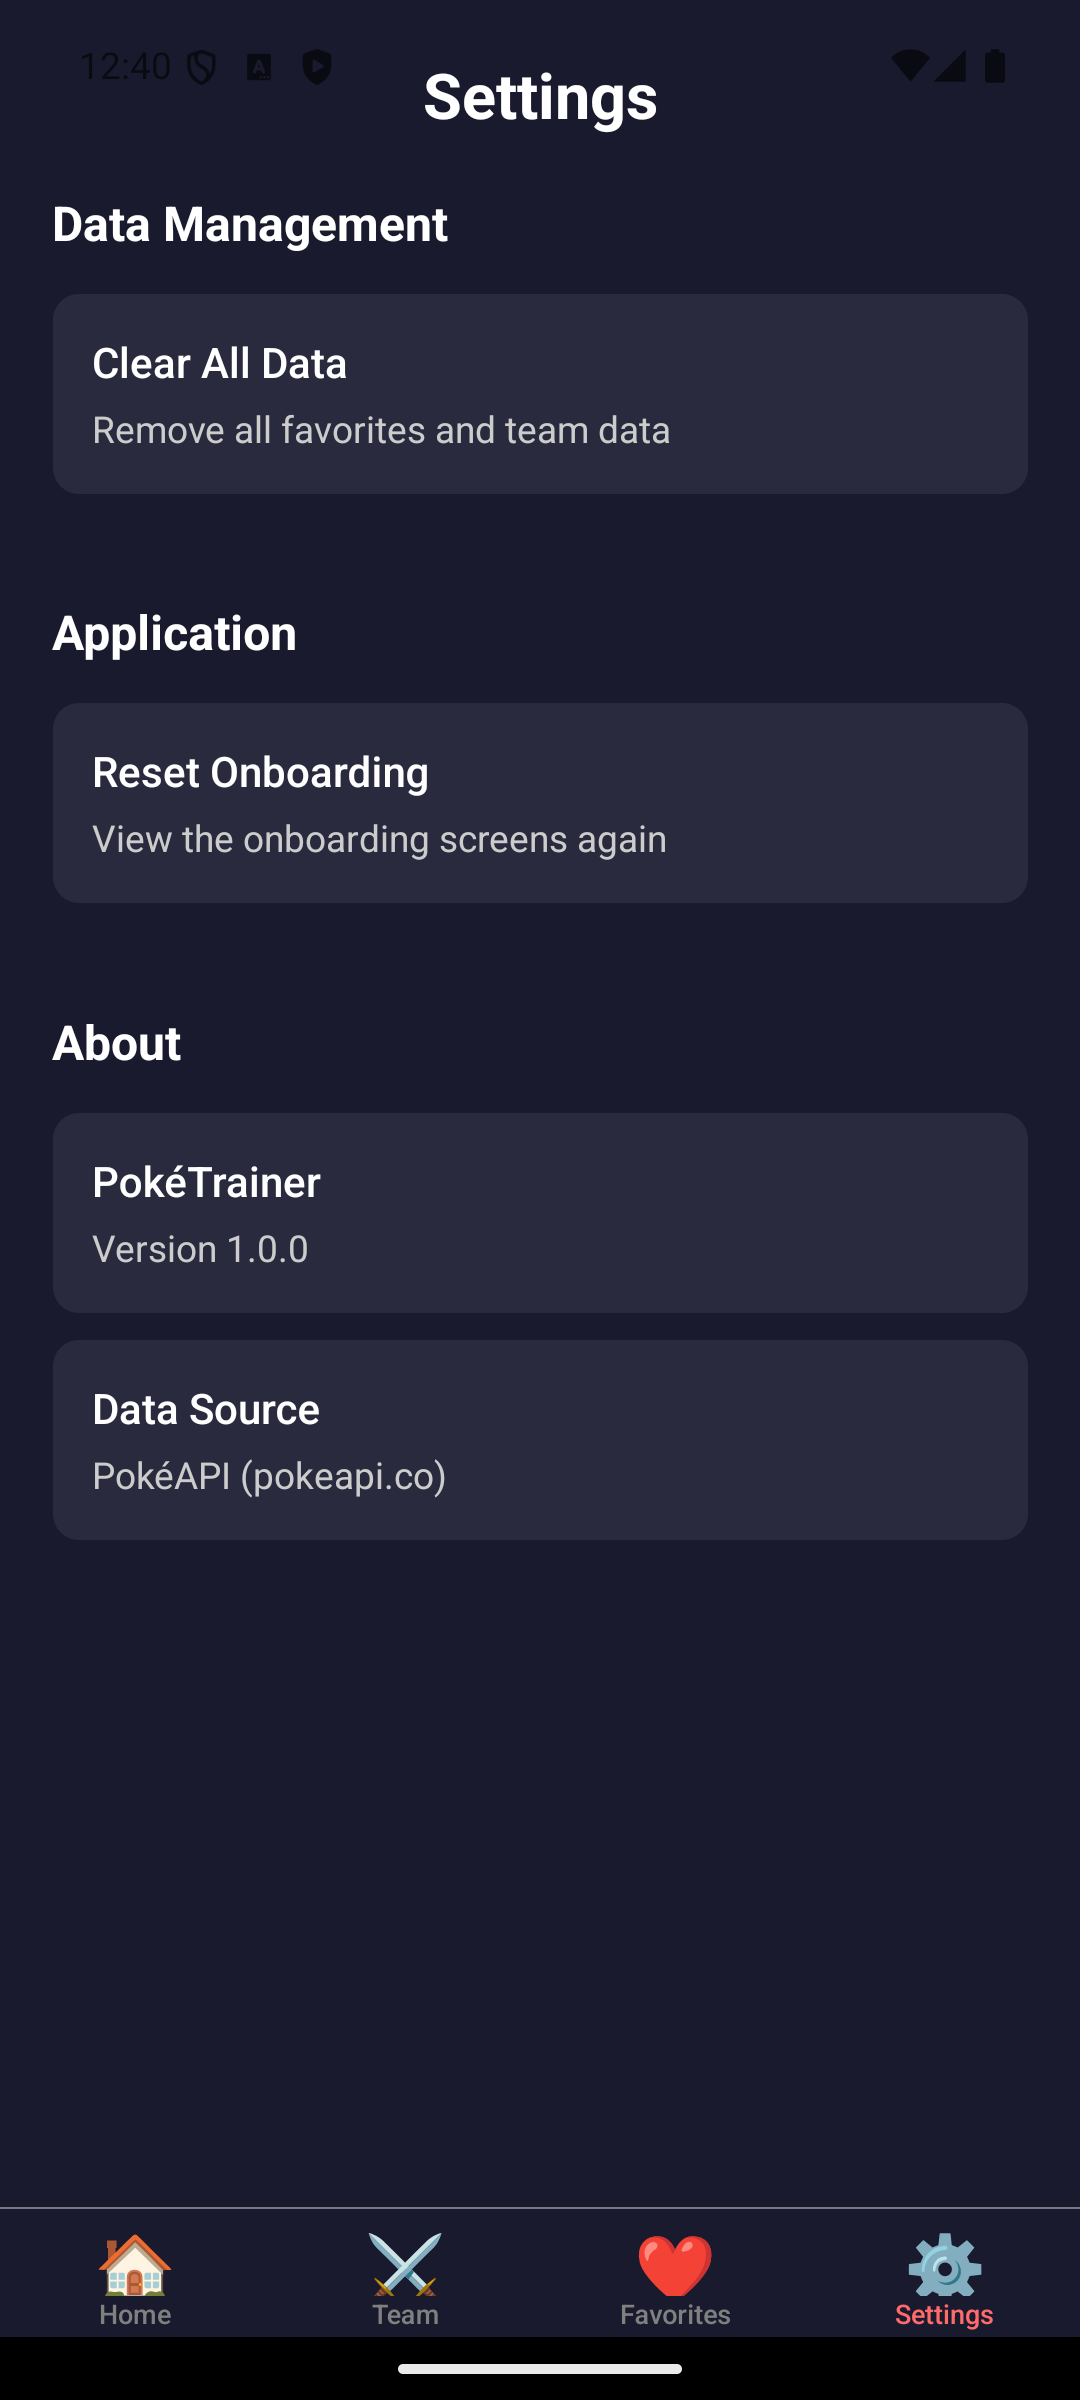 12:40
Settings
Data Management
Clear All Data
Remove all favorites and team data
Application
Reset Onboarding
View the onboarding screens again
About
PokéTrainer
Version 1.0.0
Data Source
PokéAPI (pokeapi.co)
Home
Team
Favorites
Settings